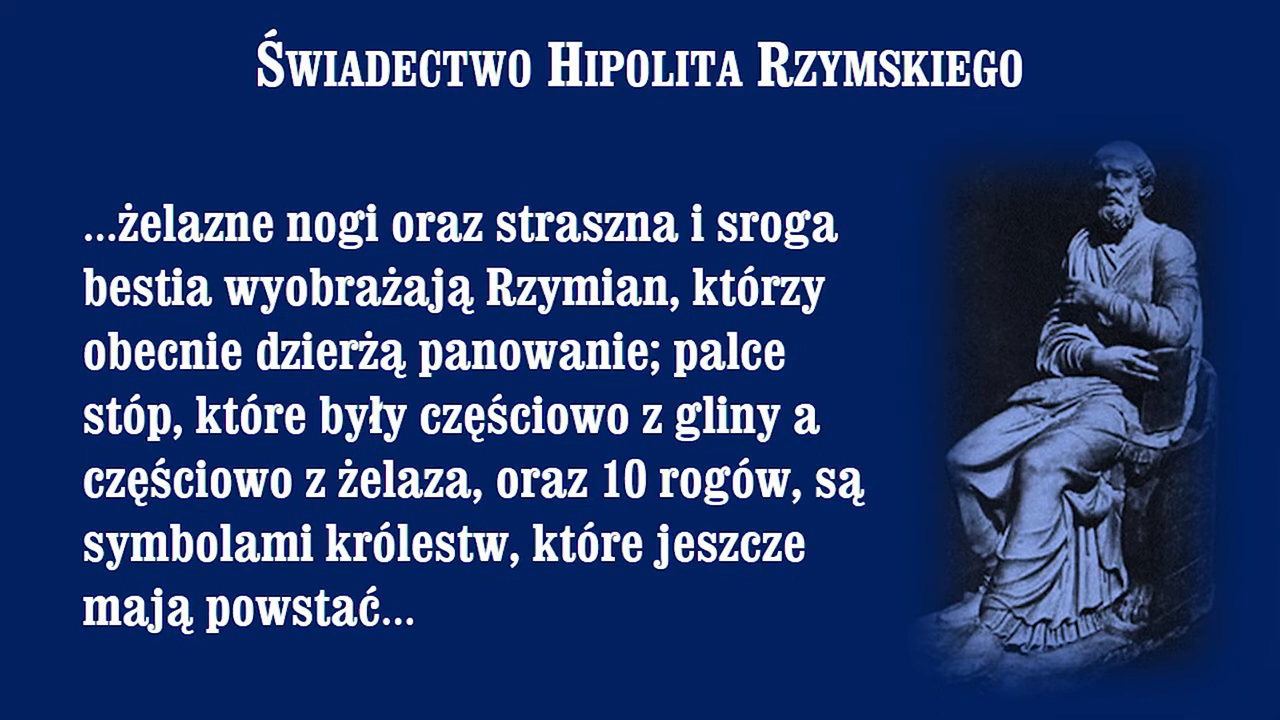 Świadectwo Hipolita Rzymskiego
...żelazne nogi oraz straszna i sroga
bestia wyobrażają Rzymian, którzy
obecnie dzierżą panowanie; palce
stóp, które były częściowo z gliny a
częściowo z żelaza, oraz 10 rogów, są
symbolami królestw, które jeszcze
mają powstać...